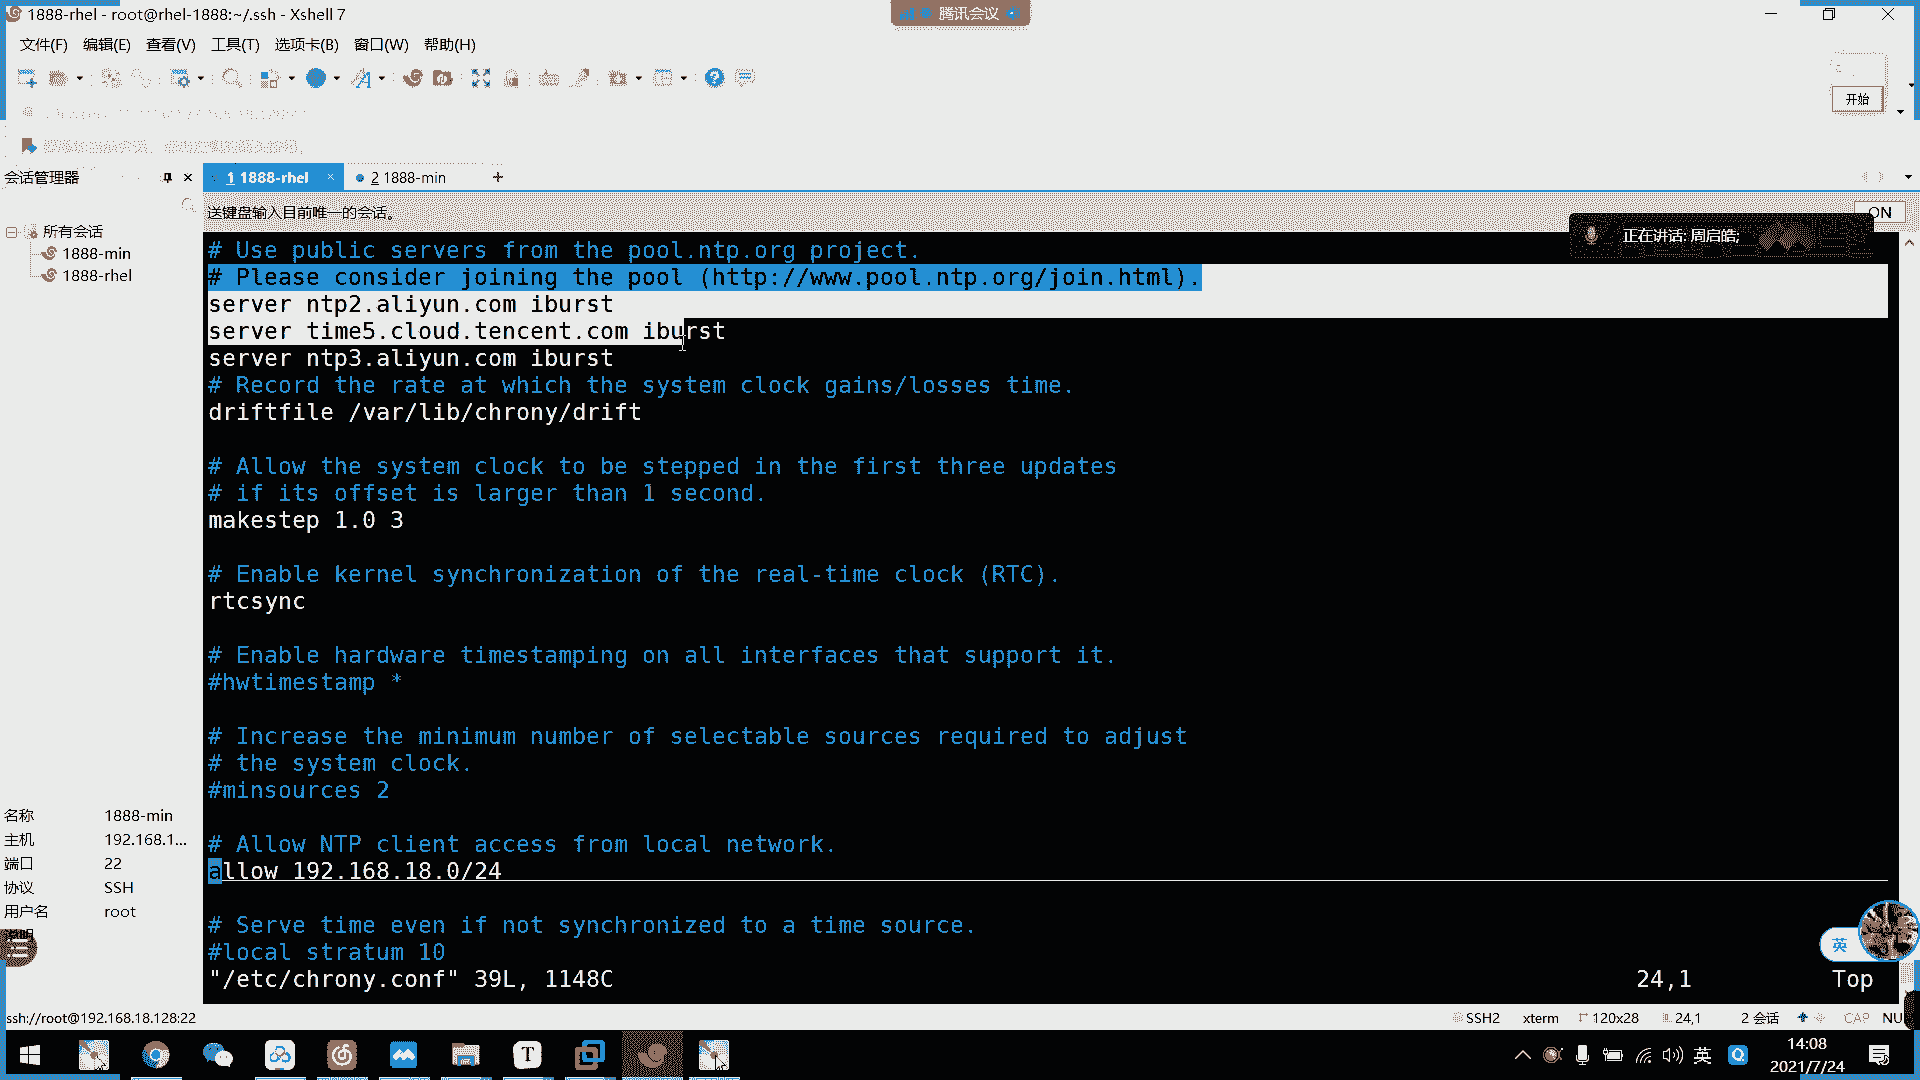 1888-rhel - root@rhel-1888:~/.ssh - Xshell 7
腾讯会议
文件(F) 编辑(E) 查看(V) 工具(T) 选项卡(B) 窗口(W) 帮助(H)
开始
会话管理器
1 1888-rhel
2 1888-min
送键盘输入目前唯一的会话。
ON
正在讲话: 周启皓;
所有会话
1888-min
1888-rhel
# Use public servers from the pool.ntp.org project.
# Please consider joining the pool (http://www.pool.ntp.org/join.html).
server ntp2.aliyun.com iburst
server time5.cloud.tencent.com iburst
server ntp3.aliyun.com iburst
# Record the rate at which the system clock gains/losses time.
driftfile /var/lib/chrony/drift
# Allow the system clock to be stepped in the first three updates
# if its offset is larger than 1 second.
makestep 1.0 3
# Enable kernel synchronization of the real-time clock (RTC).
rtcsync
# Enable hardware timestamping on all interfaces that support it.
#hwtimestamp *
# Increase the minimum number of selectable sources required to adjust
# the system clock.
#minsources 2
# Allow NTP client access from local network.
allow 192.168.18.0/24
# Serve time even if not synchronized to a time source.
#local stratum 10
"/etc/chrony.conf" 39L, 1148C 24,1 Top
名称 1888-min
主机 192.168.1...
端口 22
协议 SSH
用户名 root
说明
英
ssh://root@192.168.18.128:22
SSH2 xterm 120x28 24,1 2 会话 CAP NU
英
14:08
2021/7/24